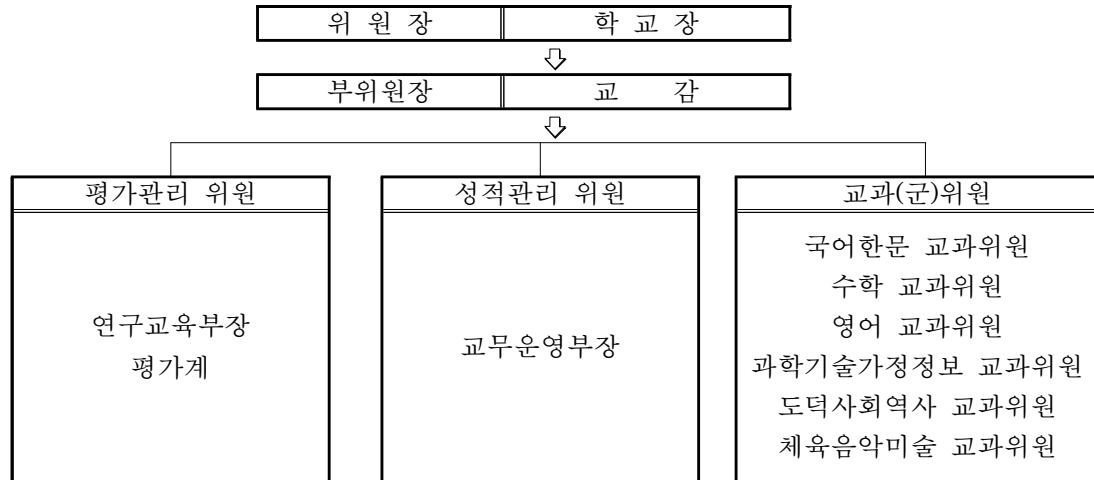 위 원 장 학 교 장
부위원장 교 감
평가관리 위원
연구교육부장
평가계
성적관리 위원
교무운영부장
교과(군)위원
국어한문 교과위원
수학 교과위원
영어 교과위원
과학기술가정정보 교과위원
도덕사회역사 교과위원
체육음악미술 교과위원